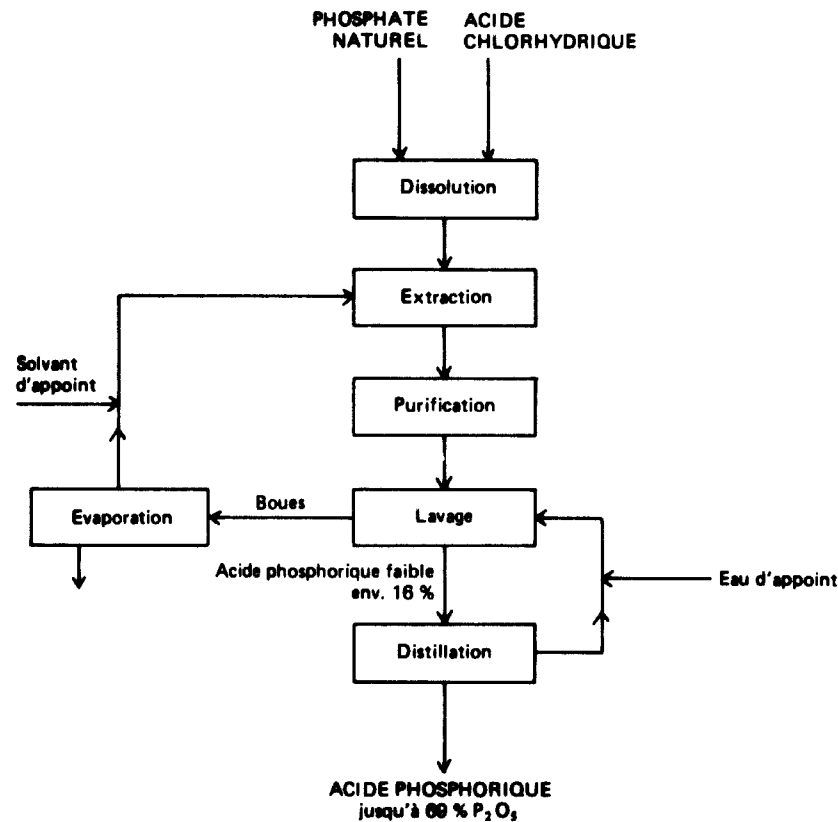 PHOSPHATE
NATUREL
ACIDE
CHLORHYDRIQUE
Dissolution
Extraction
Solvant
d'appoint
Purification
Evaporation
Boues
Lavage
Acide phosphorique faible
env. 16 %
Eau d'appoint
Distillation
ACIDE PHOSPHORIQUE
jusqu'à 69 % P₂O₅